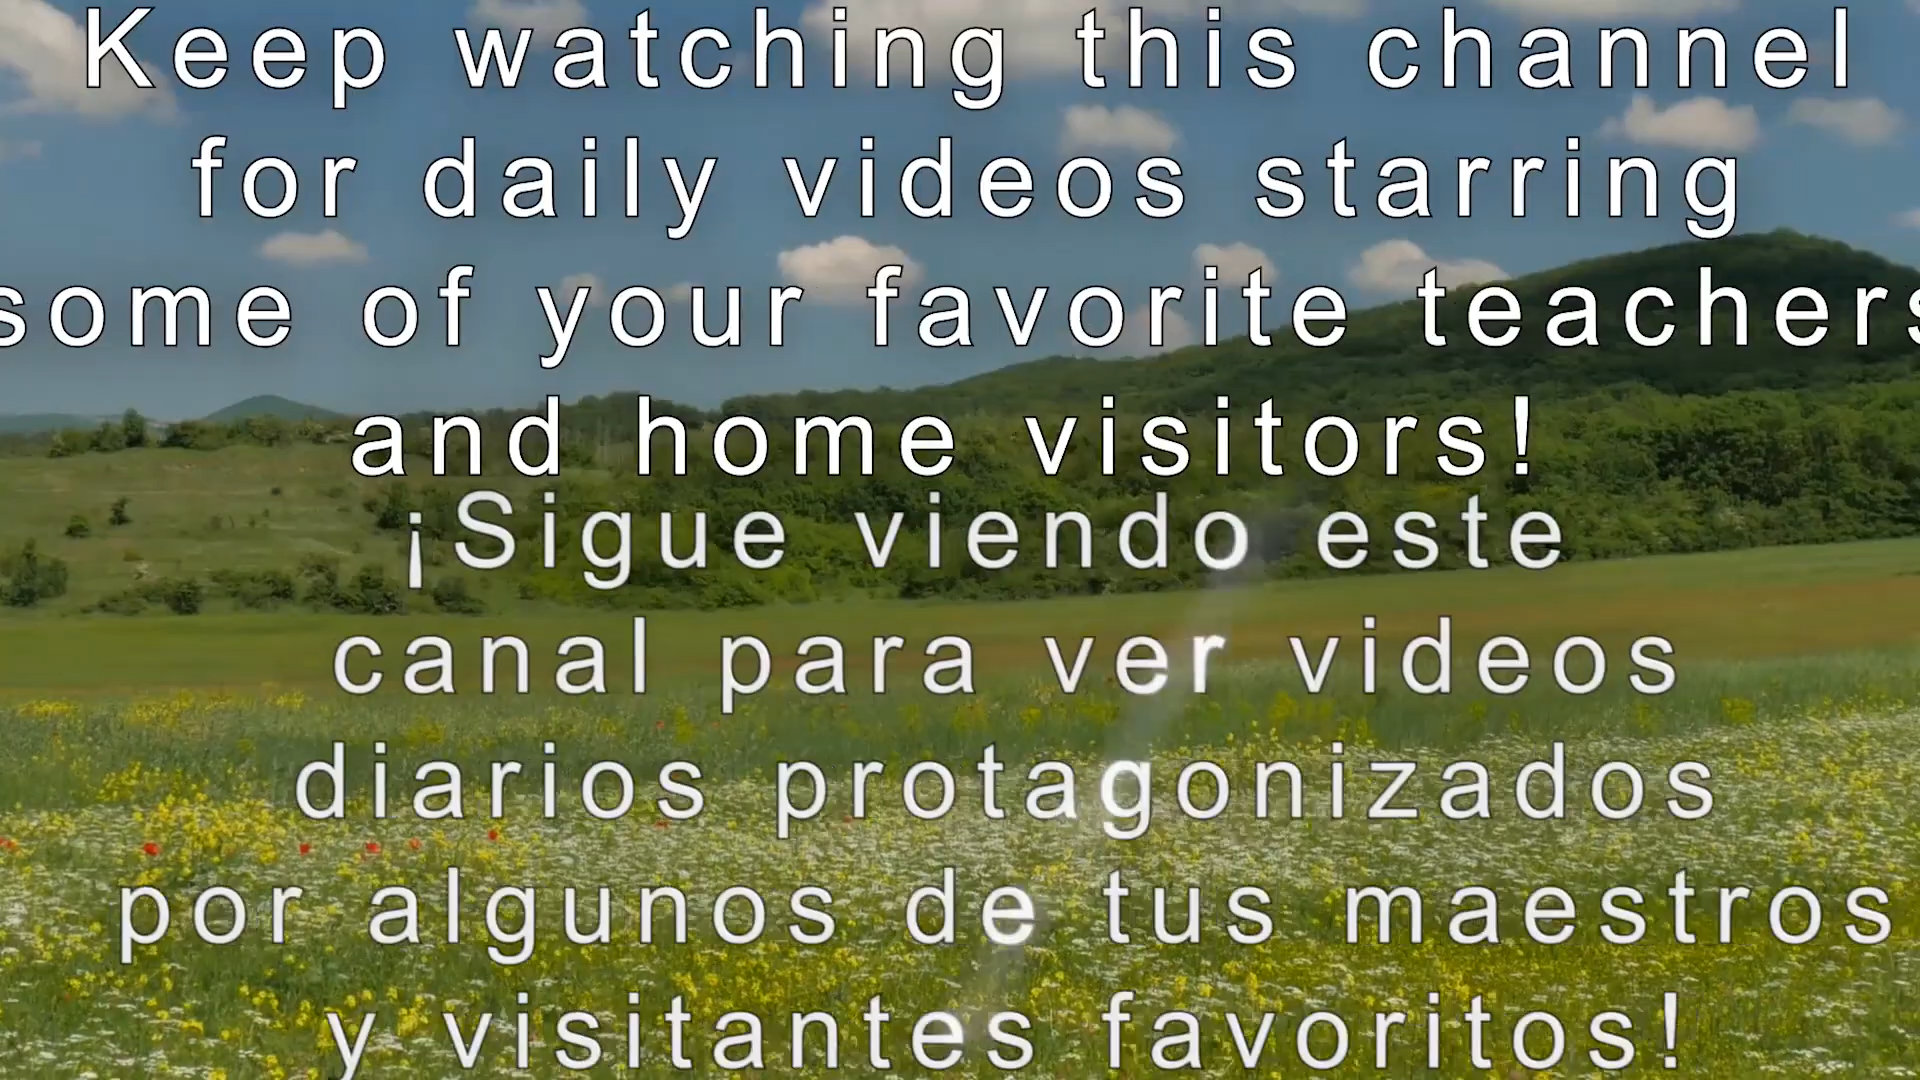 Keep watching this channel
for daily videos starring
some of your favorite teachers
and home visitors!
¡Sigue viendo este
canal para ver videos
diarios protagonizados
por algunos de tus maestros
y visitantes favoritos!